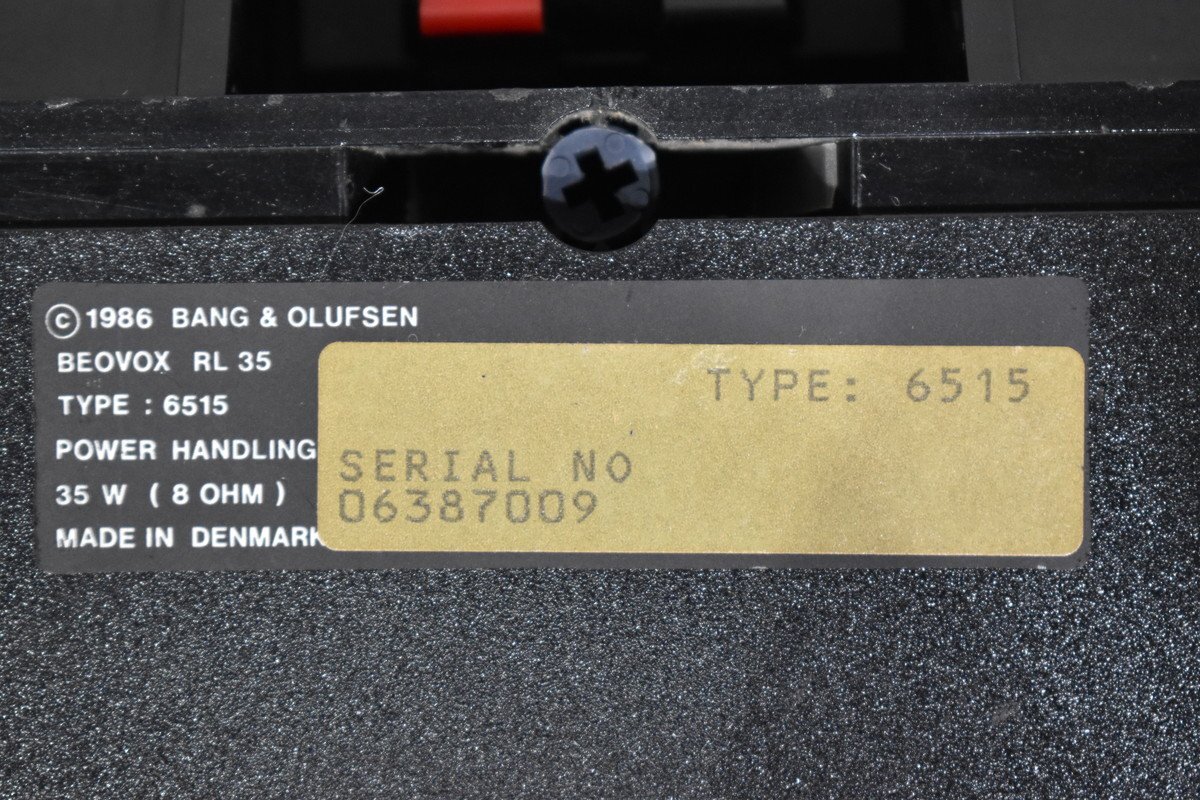 ©1986 BANG & OLUFSEN
BEOVOX RL 35
TYPE : 6515
POWER HANDLING
35 W ( 8 OHM )
MADE IN DENMARK
TYPE: 6515
SERIAL NO
06387009